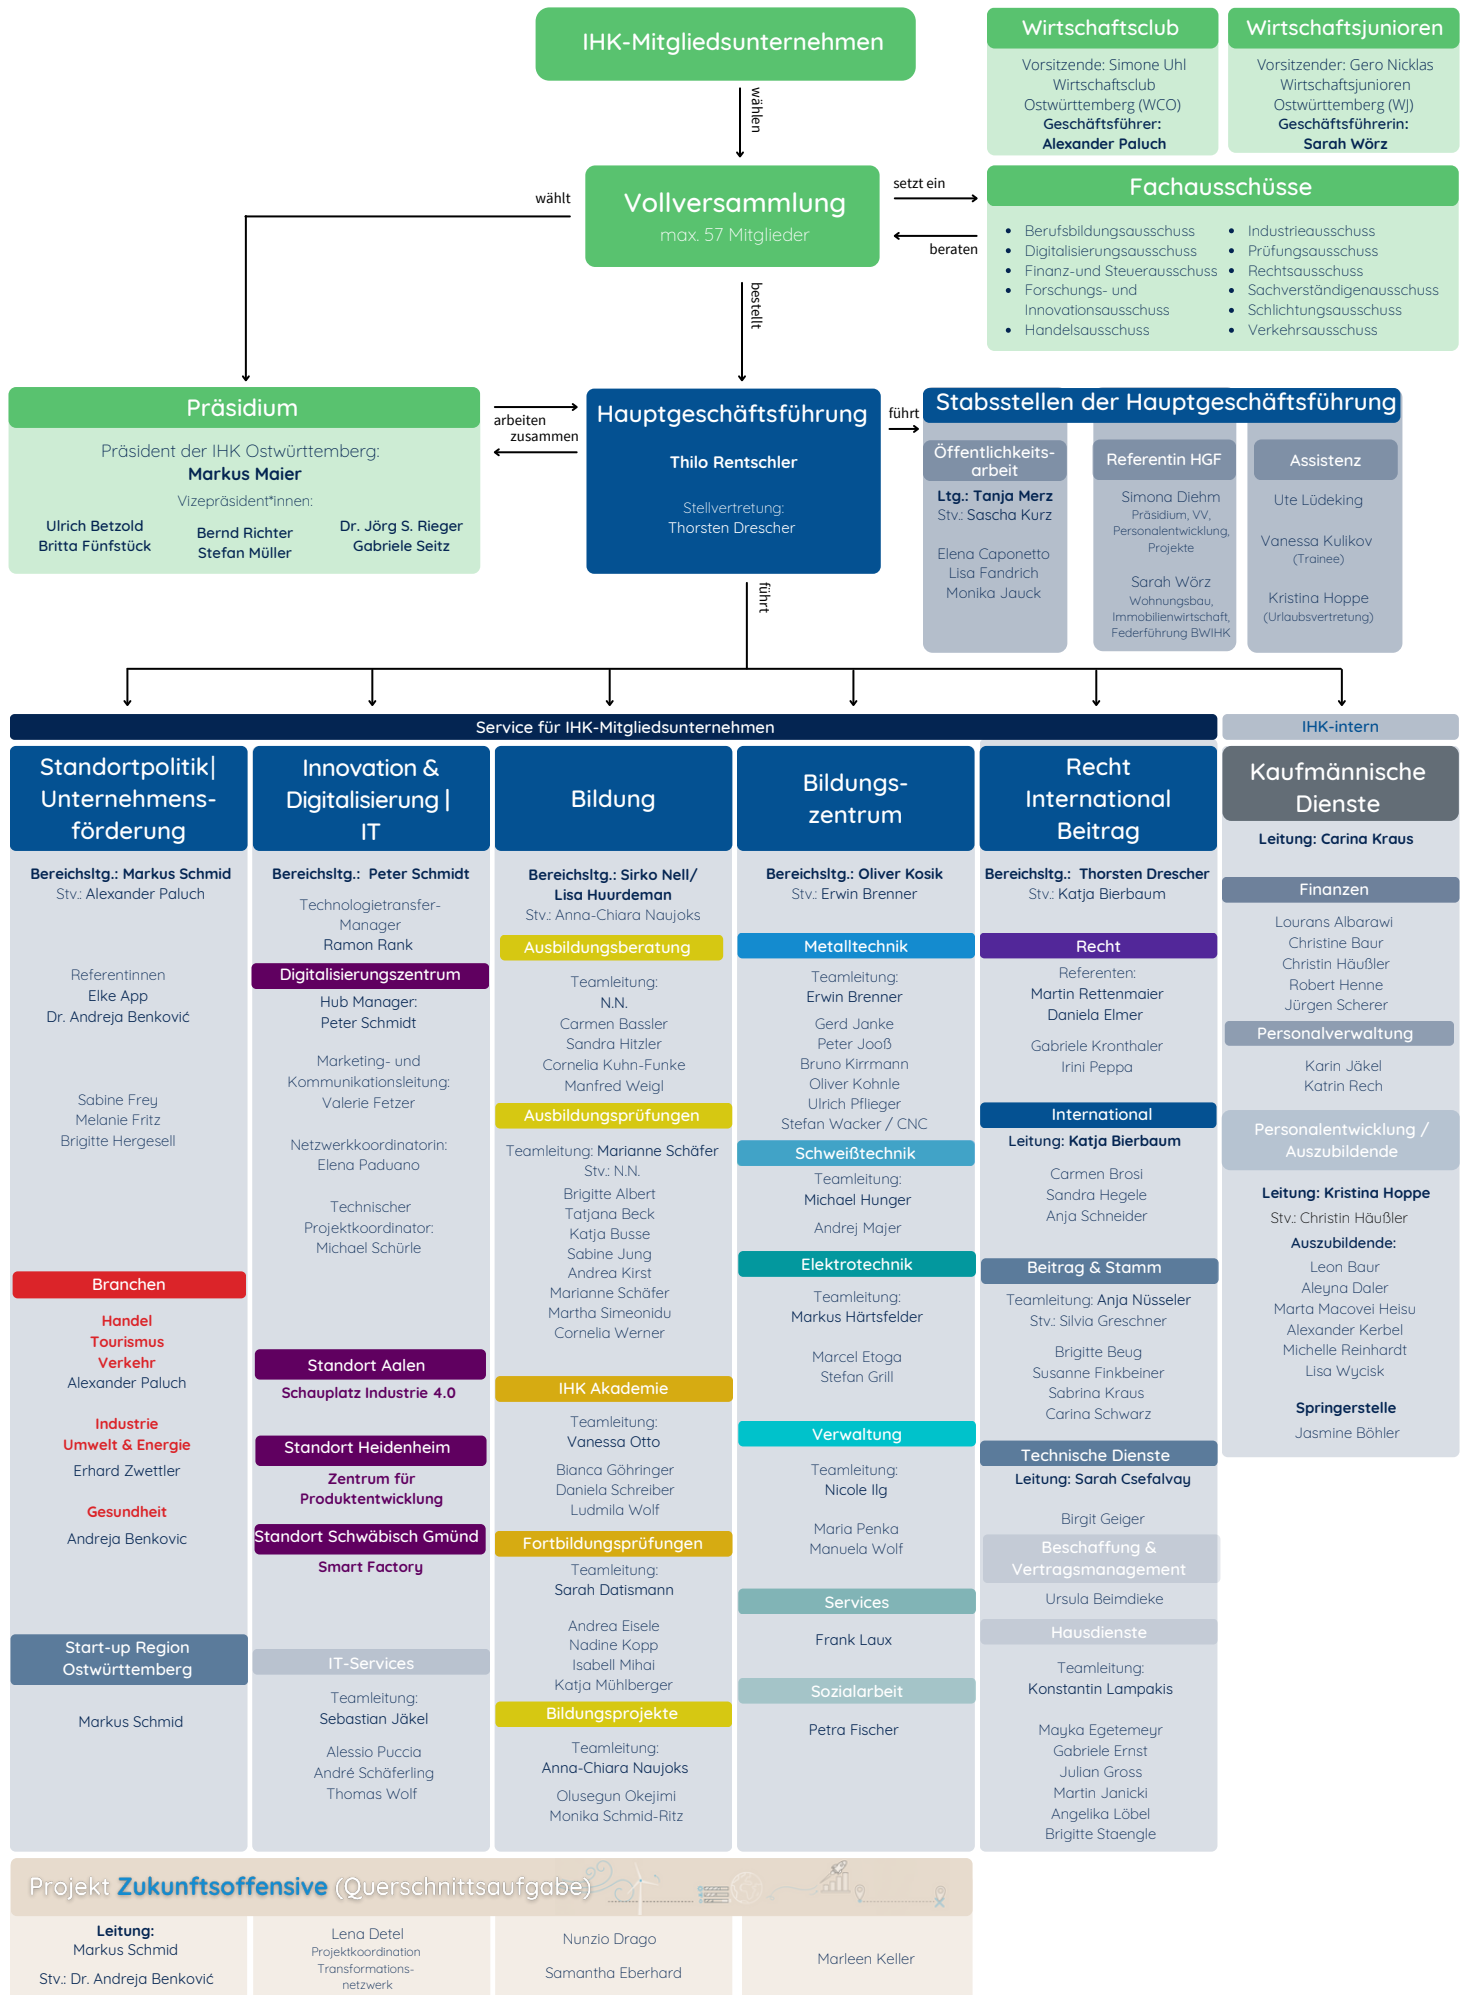 IHK-Mitgliedsunternehmen
wählen
Wirtschaftsclub
Vorsitzende: Simone Uhl
Wirtschaftsclub
Ostwürttemberg (WCO)
Geschäftsführer:
Alexander Paluch
Wirtschaftsjunioren
Vorsitzender: Gero Nicklas
Wirtschaftsjunioren
Ostwürttemberg (WJ)
Geschäftsführerin:
Sarah Wörz
wählt
Vollversammlung
max. 57 Mitglieder
setzt ein
beraten
bestellt
Fachausschüsse
• Berufsbildungsausschuss
• Digitalisierungsausschuss
• Finanz-und Steuerausschuss
• Forschungs- und
Innovationsausschuss
• Handelsausschuss
• Industrieausschuss
• Prüfungsausschuss
• Rechtsausschuss
• Sachverständigenausschuss
• Schlichtungsausschuss
• Verkehrsausschuss
Präsidium
Präsident der IHK Ostwürttemberg:
Markus Maier
Vizepräsident*innen:
Ulrich Betzold
Britta Fünfstück
Bernd Richter
Stefan Müller
Dr. Jörg S. Rieger
Gabriele Seitz
arbeiten
zusammen
Hauptgeschäftsführung
Thilo Rentschler
Stellvertretung:
Thorsten Drescher
führt
führt
Stabsstellen der Hauptgeschäftsführung
Öffentlichkeits-
arbeit
Ltg.: Tanja Merz
Stv.: Sascha Kurz
Elena Caponetto
Lisa Fandrich
Monika Jauck
Referentin HGF
Simona Diehm
Präsidium, VV,
Personalentwicklung,
Projekte
Sarah Wörz
Wohnungsbau,
Immobilienwirtschaft,
Federführung BWIHK
Assistenz
Ute Lüdeking
Vanessa Kulikov
(Trainee)
Kristina Hoppe
(Urlaubsvertretung)
Service für IHK-Mitgliedsunternehmen
IHK-intern
Standortpolitik|
Unternehmens-
förderung
Bereichsltg.: Markus Schmid
Stv.: Alexander Paluch
Referentinnen
Elke App
Dr. Andreja Benković
Sabine Frey
Melanie Fritz
Brigitte Hergesell
Branchen
Handel
Tourismus
Verkehr
Alexander Paluch
Industrie
Umwelt & Energie
Erhard Zwettler
Gesundheit
Andreja Benkovic
Start-up Region
Ostwürttemberg
Markus Schmid
Innovation &
Digitalisierung |
IT
Bereichsltg.: Peter Schmidt
Technologietransfer-
Manager
Ramon Rank
Digitalisierungszentrum
Hub Manager:
Peter Schmidt
Marketing- und
Kommunikationsleitung:
Valerie Fetzer
Netzwerkkoordinatorin:
Elena Paduano
Technischer
Projektkoordinator:
Michael Schürle
Standort Aalen
Schauplatz Industrie 4.0
Standort Heidenheim
Zentrum für
Produktentwicklung
Standort Schwäbisch Gmünd
Smart Factory
IT-Services
Teamleitung:
Sebastian Jäkel
Alessio Puccia
André Schäferling
Thomas Wolf
Bildung
Bereichsltg.: Sirko Nell/
Lisa Huurdeman
Stv.: Anna-Chiara Naujoks
Ausbildungsberatung
Teamleitung:
N.N.
Carmen Bassler
Sandra Hitzler
Cornelia Kuhn-Funke
Manfred Weigl
Ausbildungsprüfungen
Teamleitung: Marianne Schäfer
Stv.: N.N.
Brigitte Albert
Tatjana Beck
Katja Busse
Sabine Jung
Andrea Kirst
Marianne Schäfer
Martha Simeonidu
Cornelia Werner
IHK Akademie
Teamleitung:
Vanessa Otto
Bianca Göhringer
Daniela Schreiber
Ludmila Wolf
Fortbildungsprüfungen
Teamleitung:
Sarah Datismann
Andrea Eisele
Nadine Kopp
Isabell Mihai
Katja Mühlberger
Bildungsprojekte
Teamleitung:
Anna-Chiara Naujoks
Olusegun Okejimi
Monika Schmid-Ritz
Bildungs-
zentrum
Bereichsltg.: Oliver Kosik
Stv.: Erwin Brenner
Metalltechnik
Teamleitung:
Erwin Brenner
Gerd Janke
Peter Jooß
Bruno Kirrmann
Oliver Kohnle
Ulrich Pflieger
Stefan Wacker / CNC
Schweißtechnik
Teamleitung:
Michael Hunger
Andrej Majer
Elektrotechnik
Teamleitung:
Markus Härtsfelder
Marcel Etoga
Stefan Grill
Verwaltung
Teamleitung:
Nicole Ilg
Maria Penka
Manuela Wolf
Services
Frank Laux
Sozialarbeit
Petra Fischer
Recht
International
Beitrag
Bereichsltg.: Thorsten Drescher
Stv.: Katja Bierbaum
Recht
Referenten:
Martin Rettenmaier
Daniela Elmer
Gabriele Kronthaler
Irini Peppa
International
Leitung: Katja Bierbaum
Carmen Brosi
Sandra Hegele
Anja Schneider
Beitrag & Stamm
Teamleitung: Anja Nüsseler
Stv.: Silvia Greschner
Brigitte Beug
Susanne Finkbeiner
Sabrina Kraus
Carina Schwarz
Technische Dienste
Leitung: Sarah Csefalvay
Birgit Geiger
Beschaffung &
Vertragsmanagement
Ursula Beimdieke
Hausdienste
Teamleitung:
Konstantin Lampakis
Mayka Egetemeyr
Gabriele Ernst
Julian Gross
Martin Janicki
Angelika Löbel
Brigitte Staengle
Kaufmännische
Dienste
Leitung: Carina Kraus
Finanzen
Lourans Albarawi
Christine Baur
Christin Häußler
Robert Henne
Jürgen Scherer
Personalverwaltung
Karin Jäkel
Katrin Rech
Personalentwicklung /
Auszubildende
Leitung: Kristina Hoppe
Stv.: Christin Häußler
Auszubildende:
Leon Baur
Aleyna Daler
Marta Macovei Heisu
Alexander Kerbel
Michelle Reinhardt
Lisa Wycisk
Springerstelle
Jasmine Böhler
Projekt Zukunftsoffensive (Querschnittsaufgabe)
Leitung:
Markus Schmid
Stv.: Dr. Andreja Benković
Lena Detel
Projektkoordination
Transformations-
netzwerk
Nunzio Drago
Samantha Eberhard
Marleen Keller